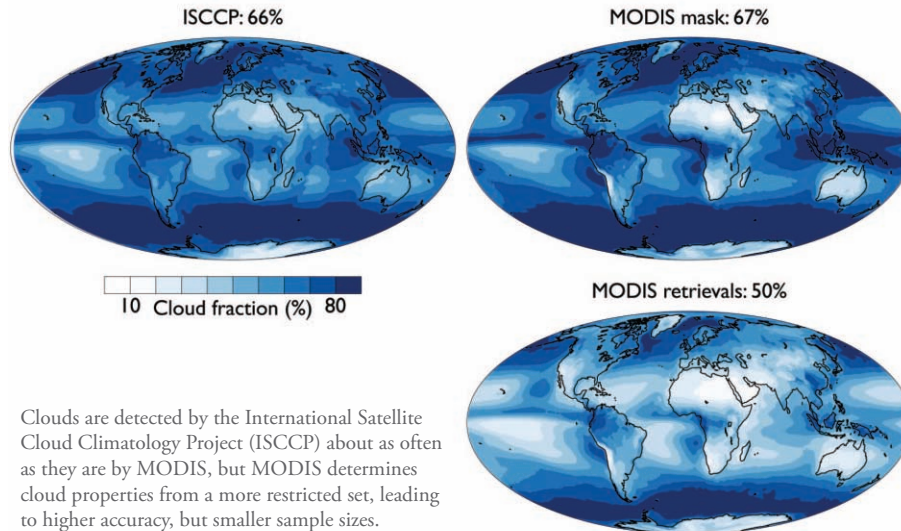 ISCCP: 66%
MODIS mask: 67%
10 Cloud fraction (%) 80
MODIS retrievals: 50%
Clouds are detected by the International Satellite
Cloud Climatology Project (ISCCP) about as often
as they are by MODIS, but MODIS determines
cloud properties from a more restricted set, leading
to higher accuracy, but smaller sample sizes.